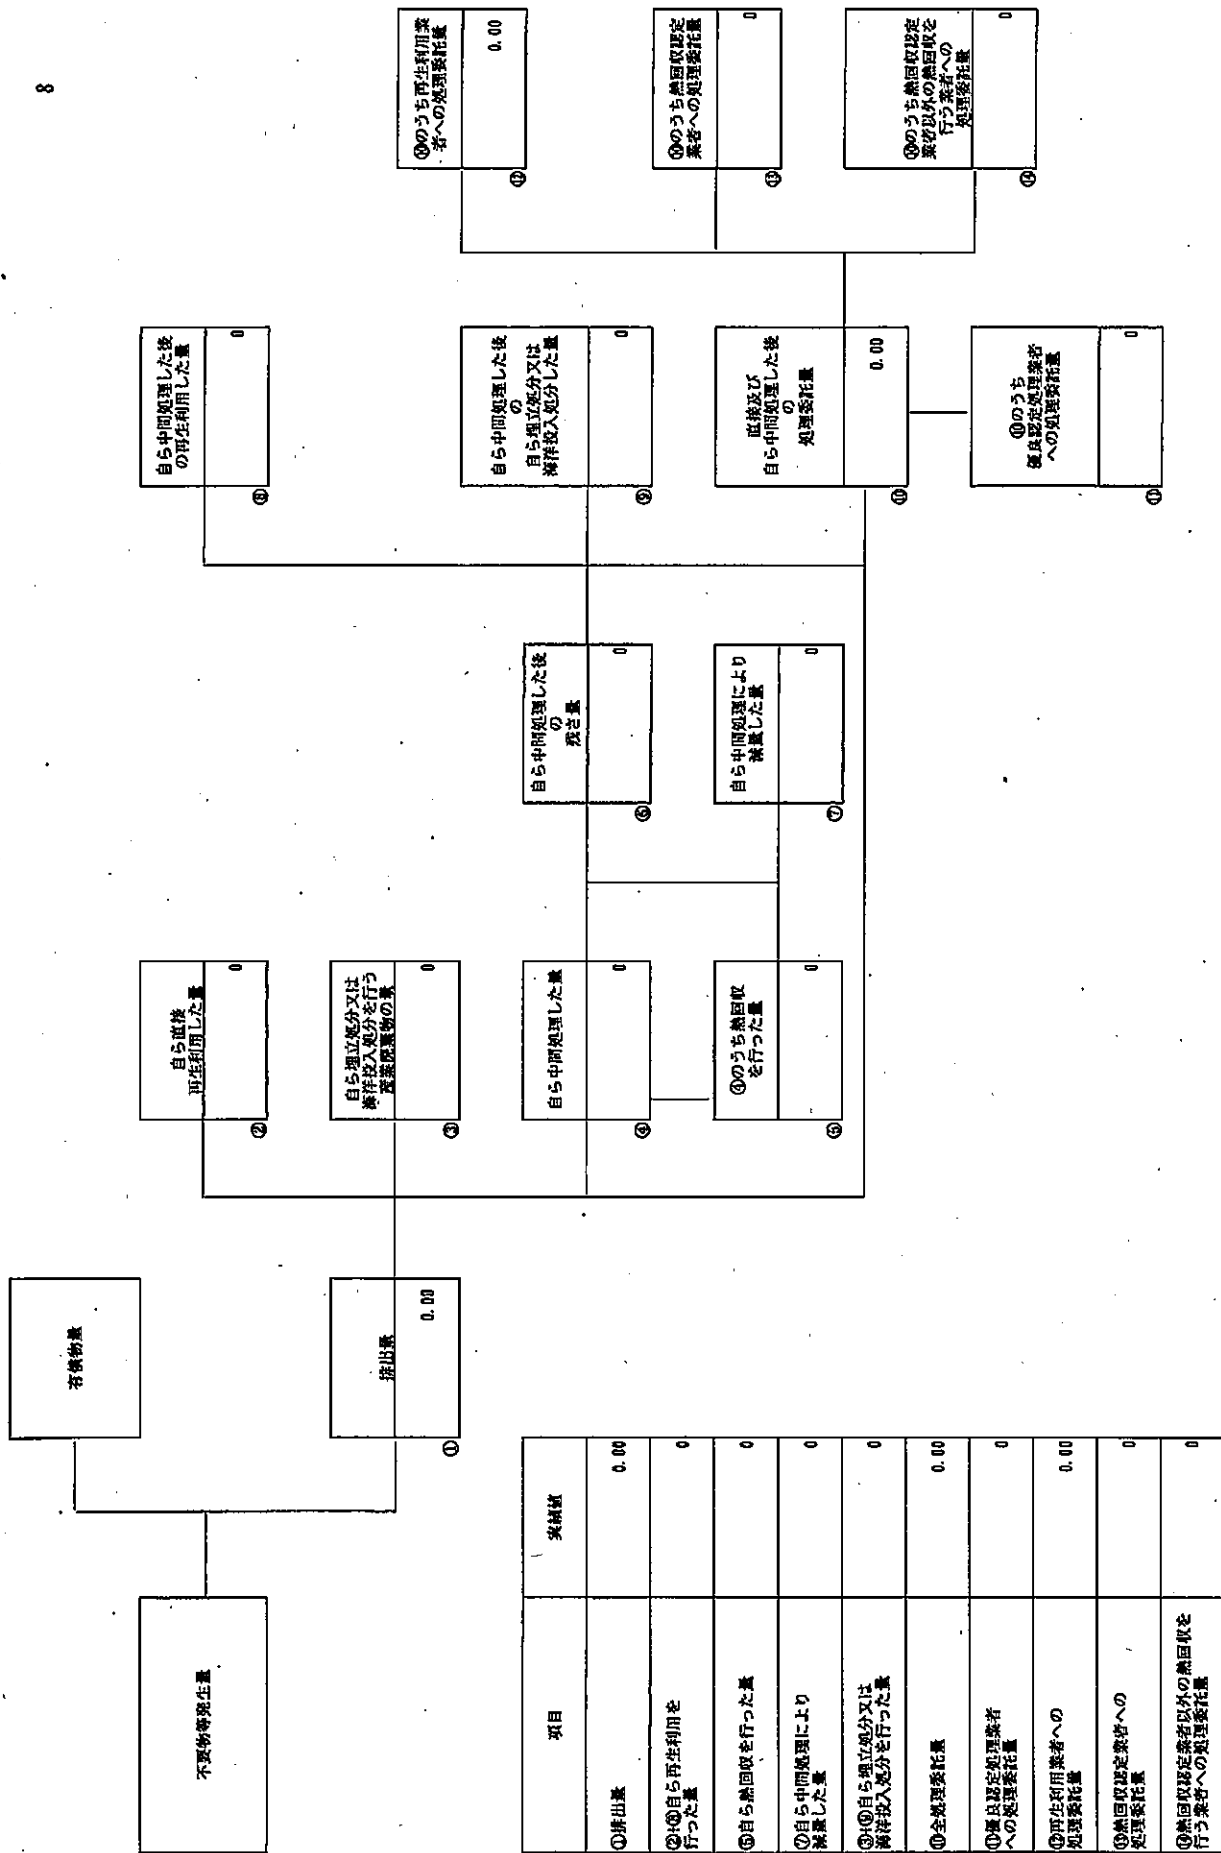 8
不要物等発生量
有償物量
①
排出量
0.00
②
自ら直接
再生利用した量
0
③
自ら埋立処分又は
海洋投入処分を行う
産業廃棄物の量
0
④
自ら中間処理した量
0
⑤
④のうち熱回収
を行った量
0
⑥
自ら中間処理した後
の
残さ量
0
⑦
自ら中間処理により
減量した量
0
⑧
自ら中間処理した後
の再生利用した量
0
⑨
自ら中間処理した後
の
自ら埋立処分又は
海洋投入処分した量
0
⑩
直接及び
自ら中間処理した後
の
処理委託量
0.00
⑪
⑩のうち
優良認定処理業者
への処理委託量
0
⑫
⑩のうち再生利用業
者への処理委託量
0.00
⑬
⑩のうち熱回収認定
業者への処理委託量
0
⑭
⑩のうち熱回収認定
業者以外の熱回収を
行う業者への
処理委託量
0
項目 実績値
①排出量 0.00
②+⑧自ら再生利用を
行った量 0
⑤自ら熱回収を行った量 0
⑦自ら中間処理により
減量した量 0
③+⑨自ら埋立処分又は
海洋投入処分を行った量 0
⑩全処理委託量 0.00
⑪優良認定処理業者
への処理委託量 0
⑫再生利用業者への
処理委託量 0.00
⑬熱回収認定業者への
処理委託量 0
⑭熱回収認定業者以外の熱回収を
行う業者への処理委託量 0